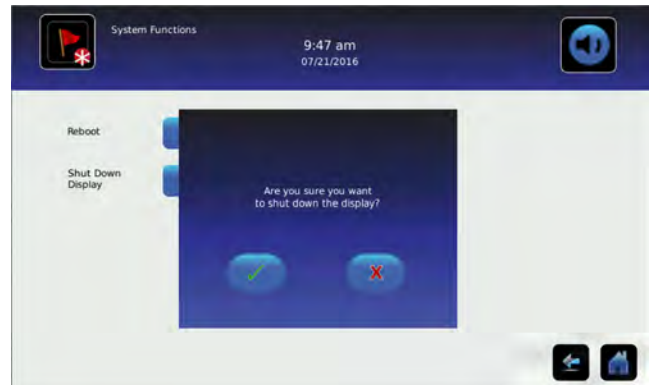 System Functions
9:47 am
07/21/2016
Reboot
Shut Down
Display
Are you sure you want
to shut down the display?
X